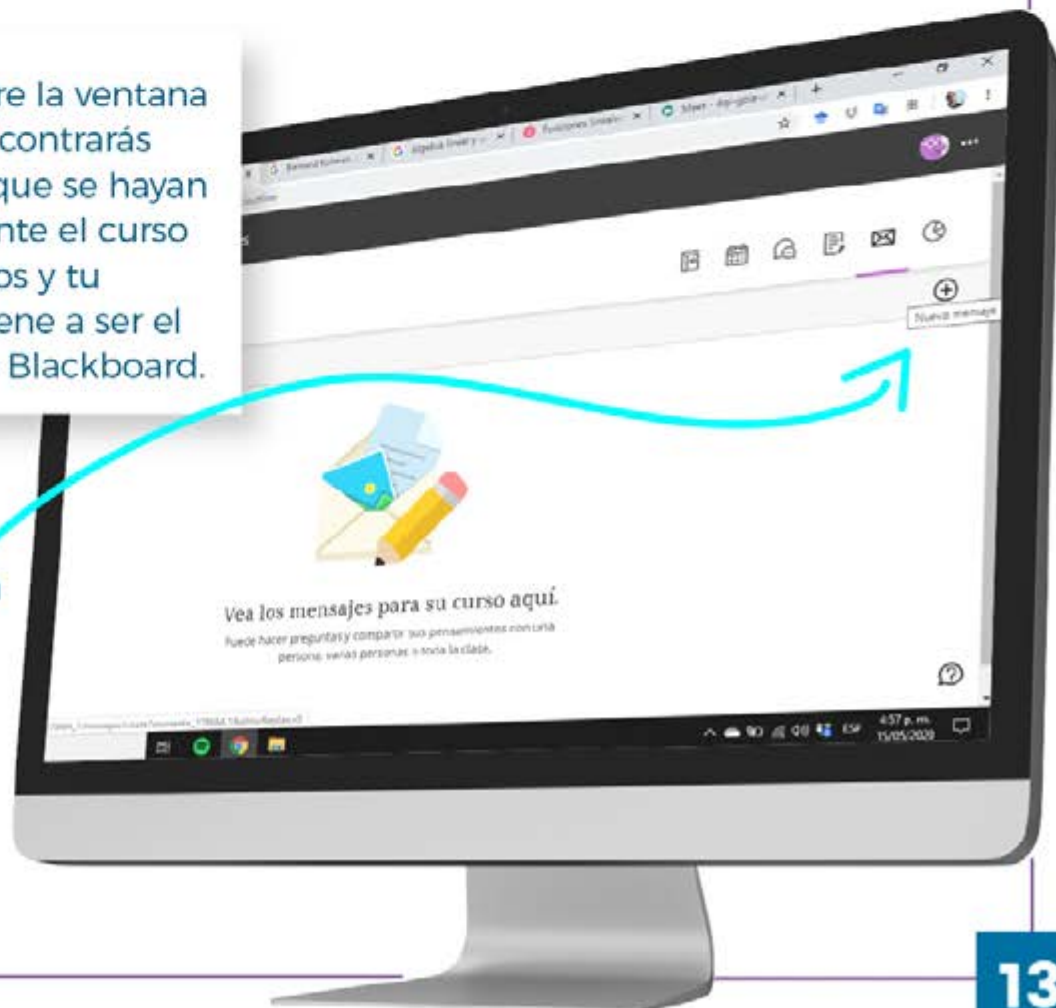 re la ventana
contrarás
que se hayan
nte el curso
os y tu
ene a ser el
Blackboard.
Nuevo mensaje
Vea los mensajes para su curso aquí.
Puede hacer preguntas y compartir sus pensamientos con una
persona, varias personas o toda la clase.
ESP
4:57 p. m.
15/05/2020
13